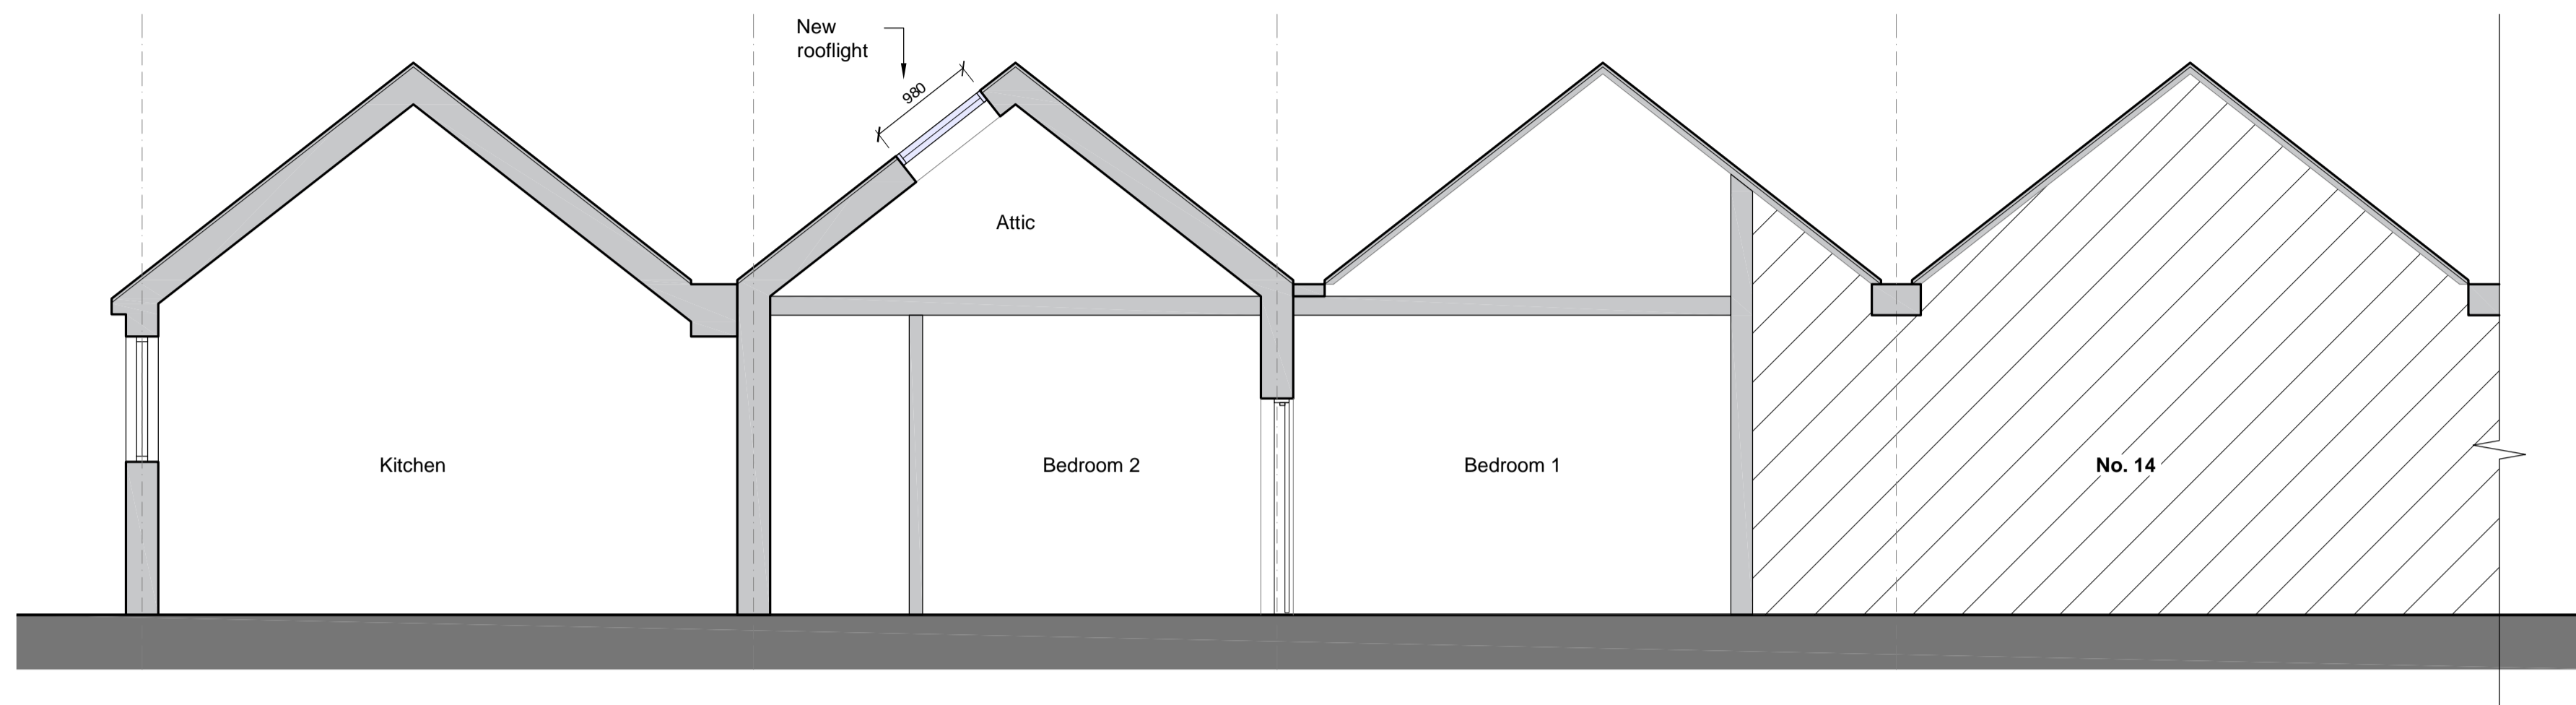 New
rooflight
980
Attic
Kitchen
Bedroom 2
Bedroom 1
No. 14